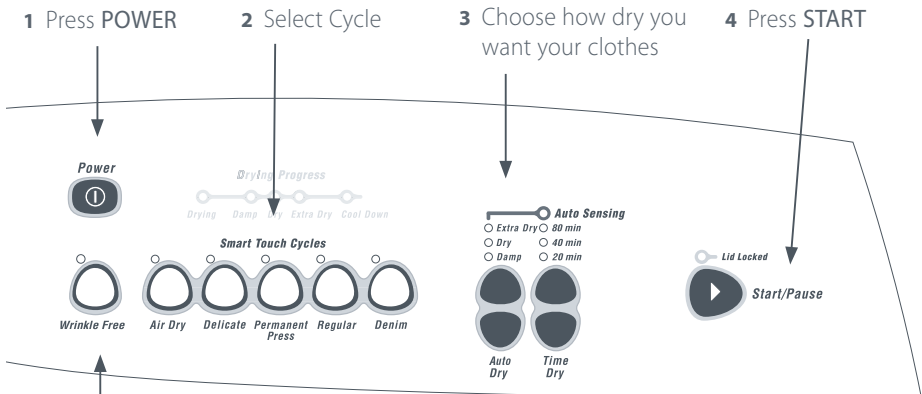 1 Press POWER
2 Select Cycle
3 Choose how dry you
want your clothes
4 Press START
Power
Drying Progress
Drying Damp Dry Extra Dry Cool Down
Auto Sensing
Extra Dry 80 min
Dry 40 min
Damp 20 min
Smart Touch Cycles
Lid Locked
Start/Pause
Wrinkle Free Air Dry Delicate Permanent Regular Denim
Press
Auto Time
Dry Dry